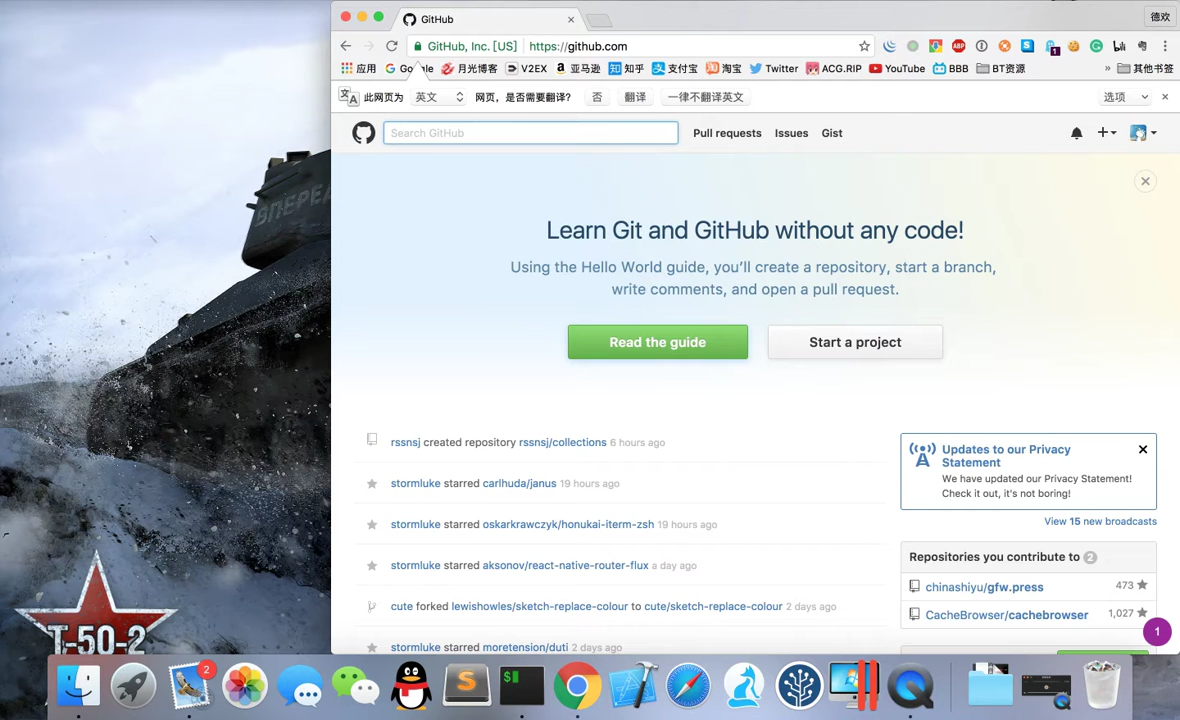 GitHub
德欢
GitHub, Inc. [US] https://github.com
应用 Google 月光博客 V2EX 亚马逊 知乎 支付宝 淘宝 Twitter ACG.RIP YouTube BBB BT资源 » 其他书签
此网页为 英文 网页，是否需要翻译? 否 翻译 一律不翻译英文 选项
Search GitHub Pull requests Issues Gist
Learn Git and GitHub without any code!
Using the Hello World guide, you’ll create a repository, start a branch,
write comments, and open a pull request.
Read the guide Start a project
rssnsj created repository rssnsj/collections 6 hours ago
stormluke starred carlhuda/janus 19 hours ago
stormluke starred oskarkrawczyk/honukai-iterm-zsh 19 hours ago
stormluke starred aksonov/react-native-router-flux a day ago
cute forked lewishowles/sketch-replace-colour to cute/sketch-replace-colour 2 days ago
stormluke starred moretension/duti 2 days ago
Updates to our Privacy
Statement
We have updated our Privacy Statement!
Check it out, it's not boring!
View 15 new broadcasts
Repositories you contribute to 2
chinashiyu/gfw.press 473
CacheBrowser/cachebrowser 1,027
1
ВПЕРЕД
T-50-2
2